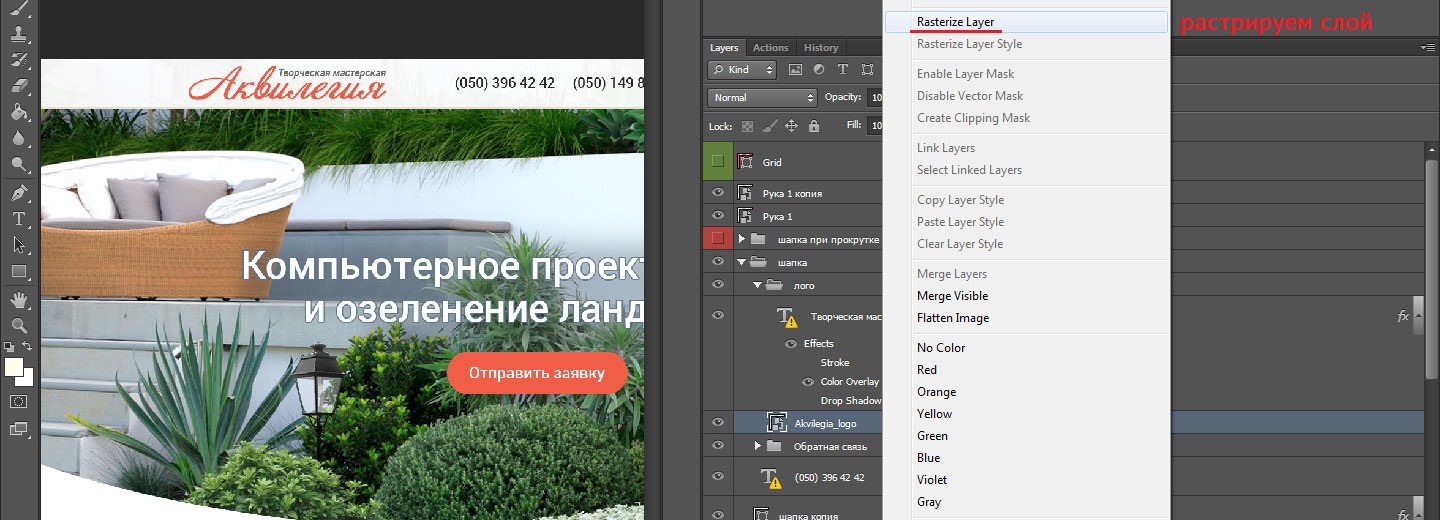 Творческая мастерская
Аквилегия
(050) 396 42 42 (050) 149 8
Компьютерное проект
и озеленение ланд
Отправить заявку
Layers Actions History
Kind
Normal
Opacity: 10
Lock:
Fill: 10
Grid
Рука 1 копия
Рука 1
шапка при прокрутке
шапка
лого
Творческая мас
Effects
Stroke
Color Overlay
Drop Shadow
fx
Akvilegia_logo
Обратная связь
(050) 396 42 42
шапка копия
Rasterize Layer
Rasterize Layer Style
Enable Layer Mask
Disable Vector Mask
Create Clipping Mask
Link Layers
Select Linked Layers
Copy Layer Style
Paste Layer Style
Clear Layer Style
Merge Layers
Merge Visible
Flatten Image
No Color
Red
Orange
Yellow
Green
Blue
Violet
Gray
растрируем слой